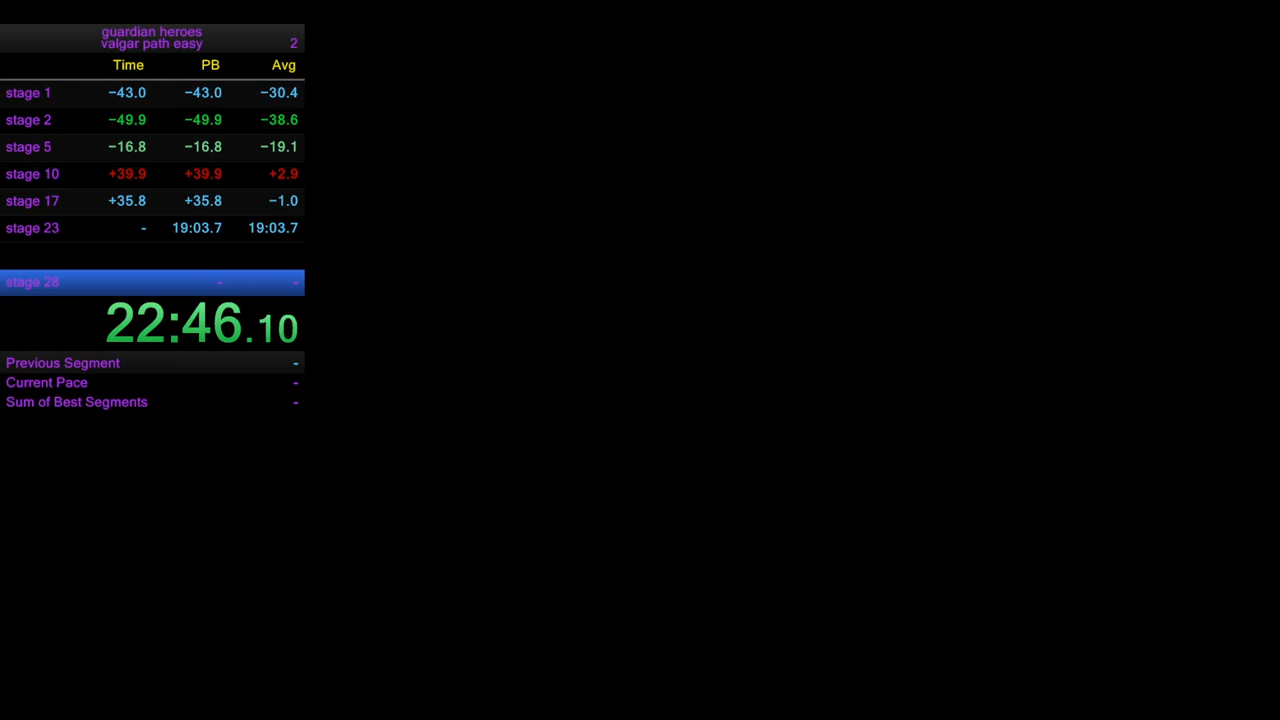 guardian heroes
valgar path easy 2
Time PB Avg
stage 1 −43.0 −43.0 −30.4
stage 2 −49.9 −49.9 −38.6
stage 5 −16.8 −16.8 −19.1
stage 10 +39.9 +39.9 +2.9
stage 17 +35.8 +35.8 −1.0
stage 23 - 19:03.7 19:03.7
stage 28 - -
22:46.10
Previous Segment -
Current Pace -
Sum of Best Segments -